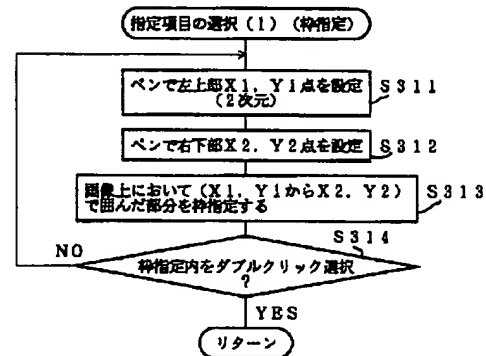 指定項目の選択(1)(枠指定)
ペンで左上部X1,Y1点を設定
(2次元)
S311
ペンで右下部X2,Y2点を設定
S312
画像上において(X1,Y1からX2,Y2)
で囲んだ部分を枠指定する
S313
S314
NO
枠指定内をダブルクリック選択
?
YES
リターン